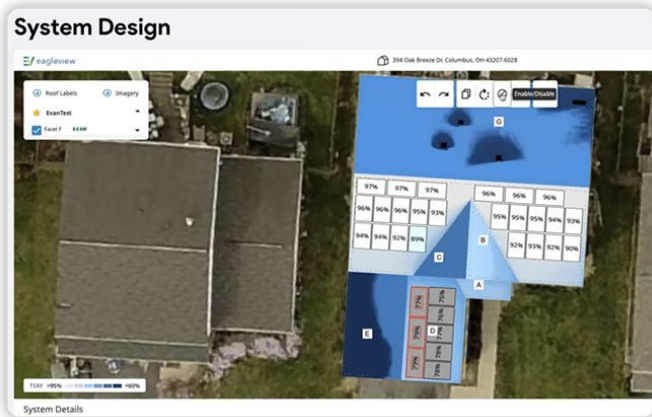 System Design
eagleview
394 Oak Breeze Dr, Columbus, OH 43207-6028
Roof Labels Imagery
EvanTest
Facet F
Enable/Disable
G
97% 97% 97%
96% 96% 96%
96% 96% 96% 95% 93%
95% 95% 95% 94% 93%
94% 94% 92% 89%
B
92% 93% 92% 90%
C
A
77% 75%
76%
E
79% D 77%
78%
79% 78%
TSRF >95% <60%
System Details